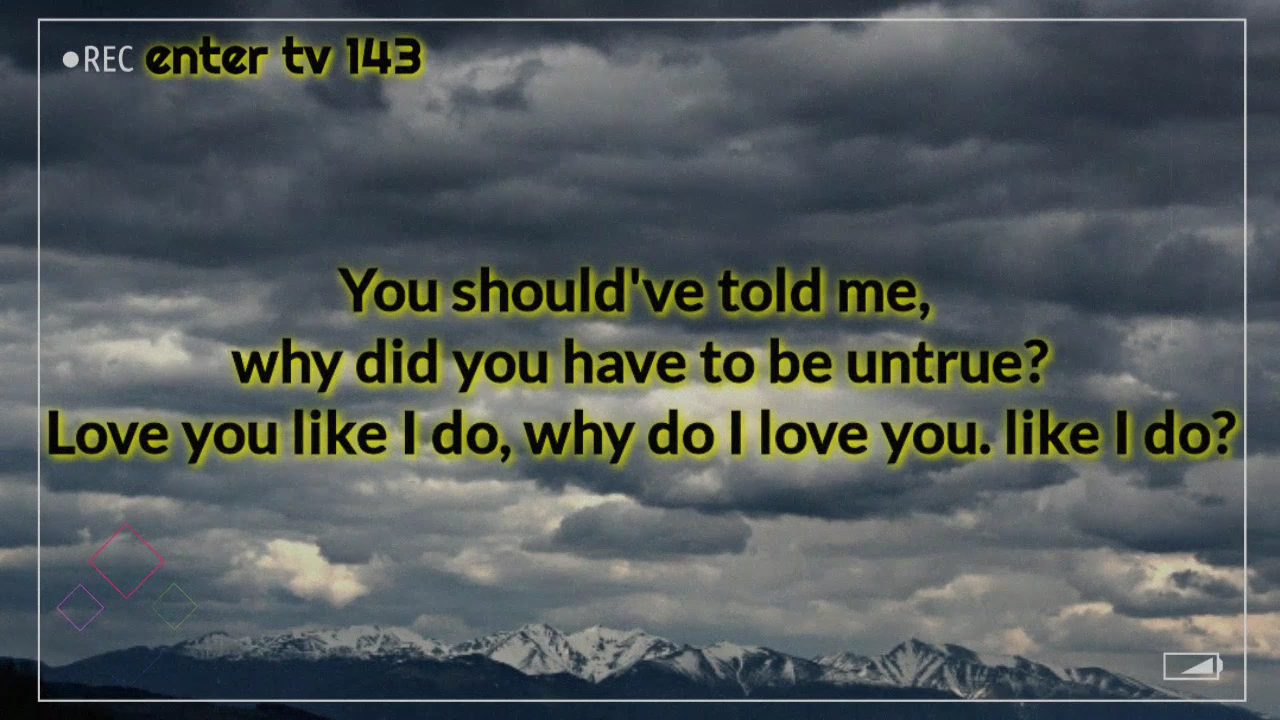 REC enter tv 143
You should've told me,
why did you have to be untrue?
Love you like I do, why do I love you. like I do?